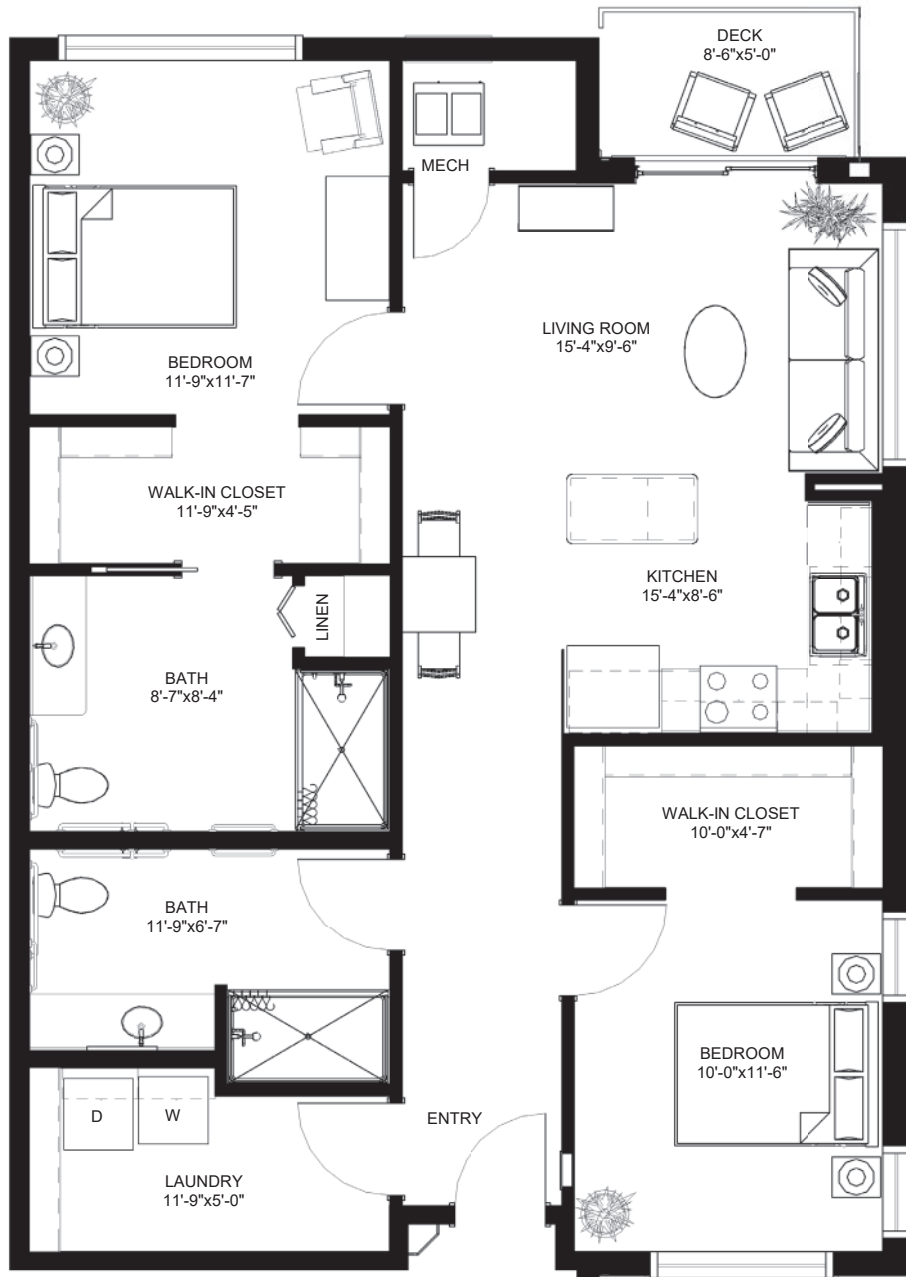 DECK
8'-6"x5'-0"
MECH
LIVING ROOM
15'-4"x9'-6"
BEDROOM
11'-9"x11'-7"
WALK-IN CLOSET
11'-9"x4'-5"
KITCHEN
15'-4"x8'-6"
LINEN
BATH
8'-7"x8'-4"
WALK-IN CLOSET
10'-0"x4'-7"
BATH
11'-9"x6'-7"
BEDROOM
10'-0"x11'-6"
D
W
ENTRY
LAUNDRY
11'-9"x5'-0"